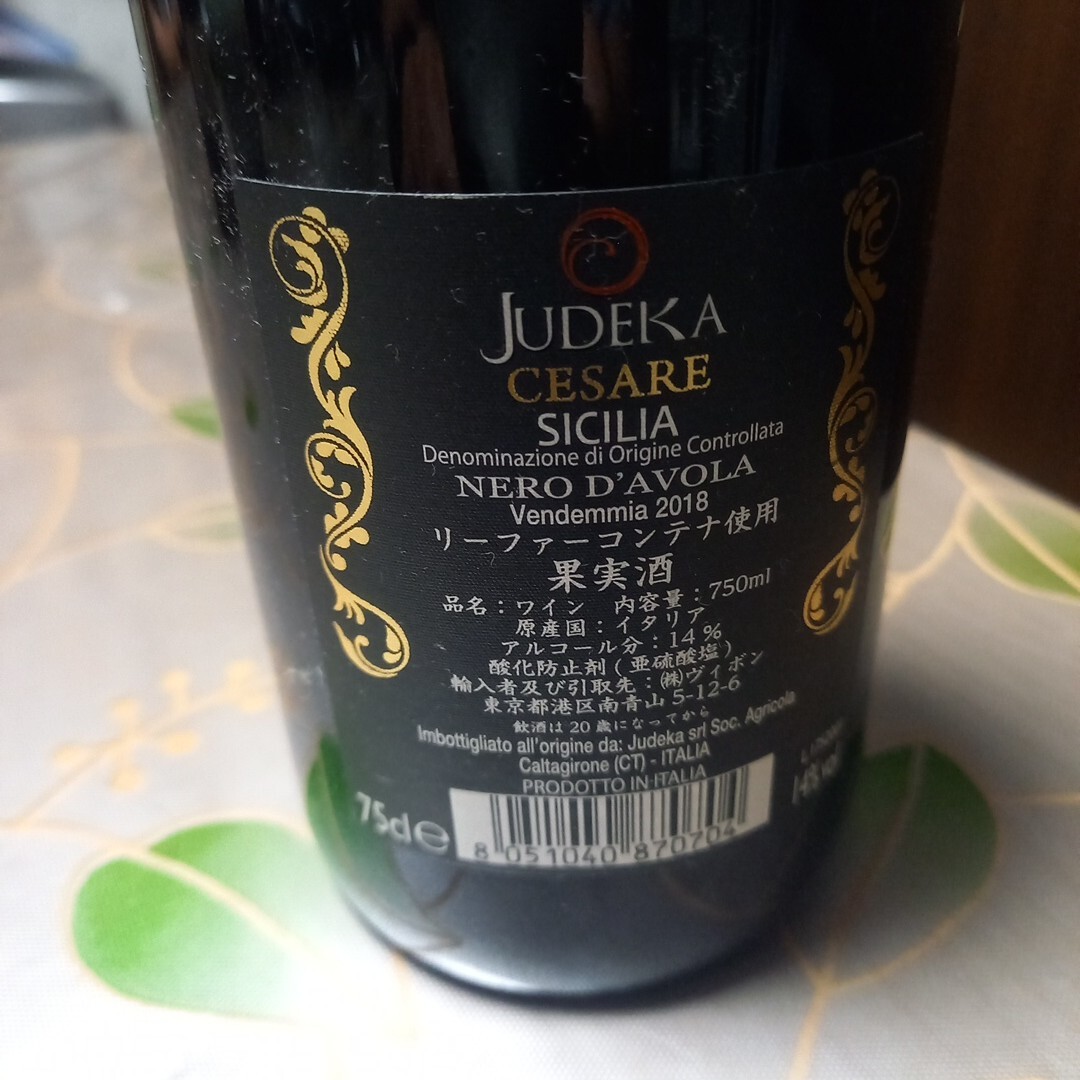 JUDEKA
CESARE
SICILIA
Denominazione di Origine Controllata
NERO D'AVOLA
Vendemmia 2018
リーファーコンテナ使用
果実酒
品名：ワイン　内容量：750ml
原産国：イタリア
アルコール分：14％
酸化防止剤(亜硫酸塩)
輸入者及び引取先：㈱ヴイボン
東京都港区南青山5-12-6
飲酒は20歳になってから
Imbottigliato all'origine da: Judeka srl Soc. Agricola
Caltagirone (CT) - ITALIA
PRODOTTO IN ITALIA
75cl e
14% vol
8 051040 870704